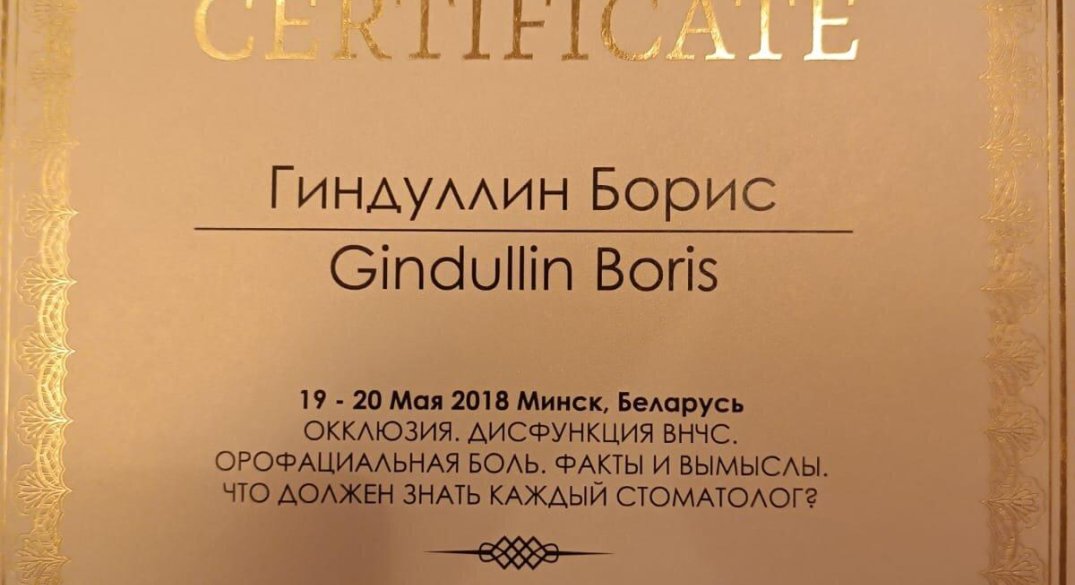 CERTIFICATE
Гиндуллин Борис
Gindullin Boris
19 - 20 Мая 2018 Минск, Беларусь
ОККЛЮЗИЯ. ДИСФУНКЦИЯ ВНЧС.
ОРОФАЦИАЛЬНАЯ БОЛЬ. ФАКТЫ И ВЫМЫСЛЫ.
ЧТО ДОЛЖЕН ЗНАТЬ КАЖДЫЙ СТОМАТОЛОГ?